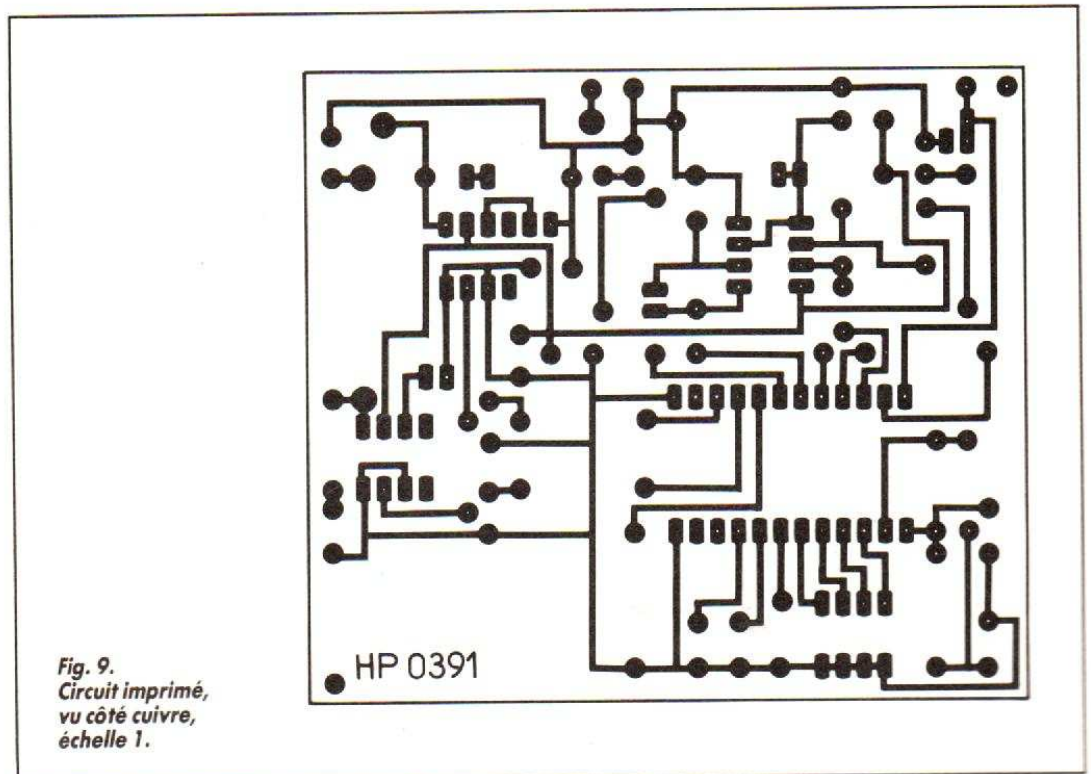 HP 0391
Fig. 9.
Circuit imprimé,
vu côté cuivre,
échelle 1.